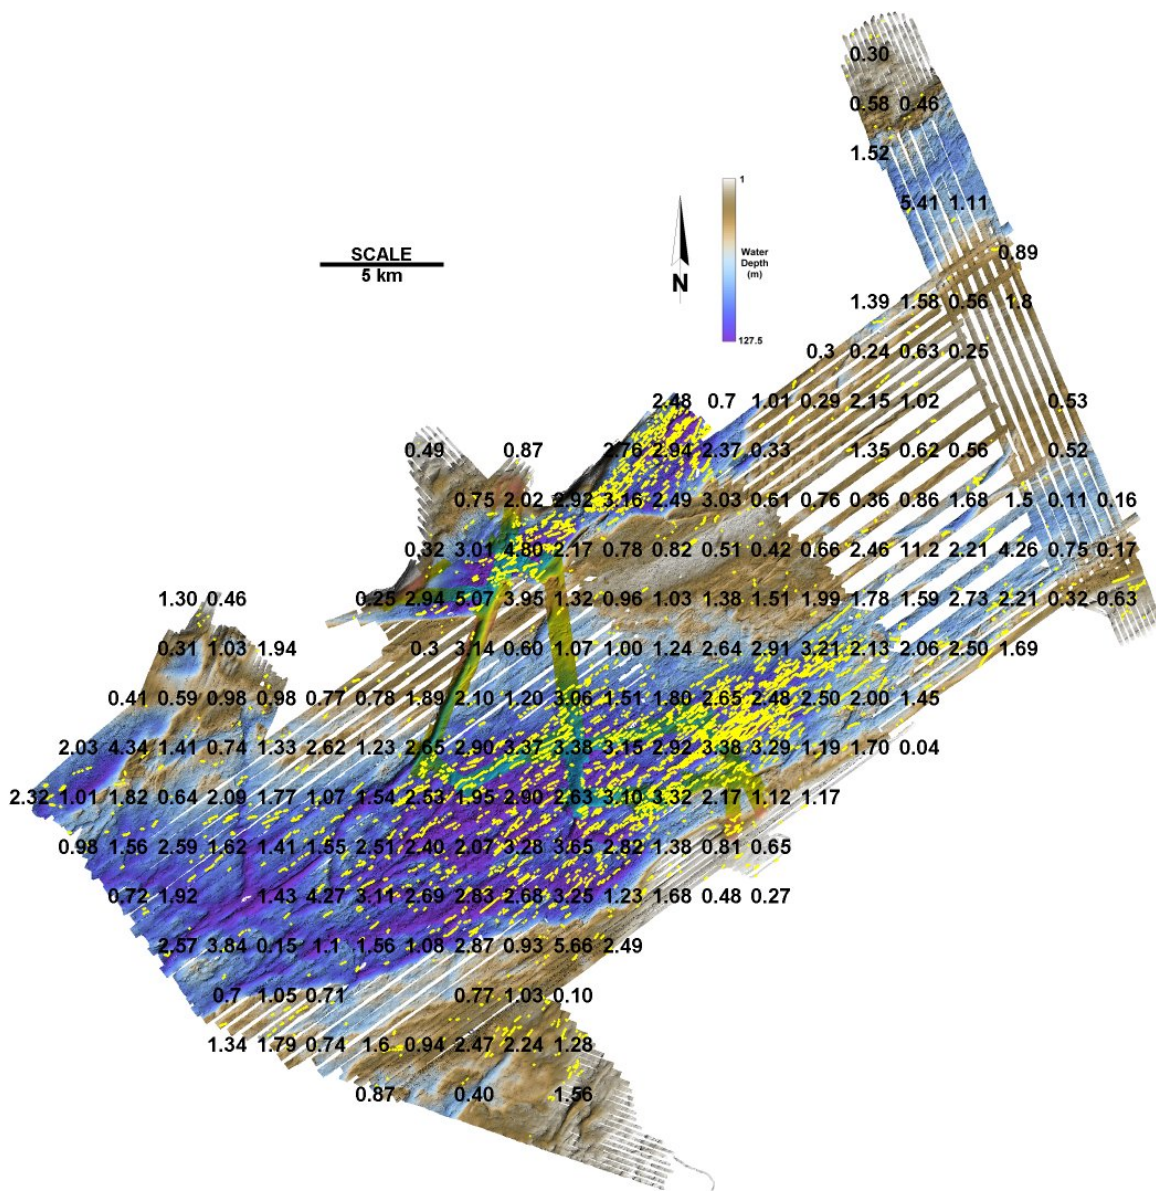 0.30
0.58 0.46
1.52
1
5.41 1.11
SCALE
Water
Depth
(m)
0.89
5 km
N
1.39 1.58 0.56 1.8
127.5
0.3 0.24 0.63 0.25
2.48 0.7 1.01 0.29 2.15 1.02 0.53
0.49 0.87 2.76 2.94 2.37 0.33 1.35 0.62 0.56 0.52
0.75 2.02 2.92 3.16 2.49 3.03 0.61 0.76 0.36 0.86 1.68 1.5 0.11 0.16
0.32 3.01 4.80 2.17 0.78 0.82 0.51 0.42 0.66 2.46 11.2 2.21 4.26 0.75 0.17
1.30 0.46 0.25 2.94 5.07 3.95 1.32 0.96 1.03 1.38 1.51 1.99 1.78 1.59 2.73 2.21 0.32 0.63
0.31 1.03 1.94 0.3 3.14 0.60 1.07 1.00 1.24 2.64 2.91 3.21 2.13 2.06 2.50 1.69
0.41 0.59 0.98 0.98 0.77 0.78 1.89 2.10 1.20 3.06 1.51 1.80 2.65 2.48 2.50 2.00 1.45
2.03 4.34 1.41 0.74 1.33 2.62 1.23 2.65 2.90 3.37 3.38 3.15 2.92 3.38 3.29 1.19 1.70 0.04
2.32 1.01 1.82 0.64 2.09 1.77 1.07 1.54 2.53 1.95 2.90 2.63 3.10 3.32 2.17 1.12 1.17
0.98 1.56 2.59 1.62 1.41 1.55 2.51 2.40 2.07 3.28 3.65 2.82 1.38 0.81 0.65
0.72 1.92 1.43 4.27 3.11 2.69 2.83 2.68 3.25 1.23 1.68 0.48 0.27
2.57 3.84 0.15 1.1 1.56 1.08 2.87 0.93 5.66 2.49
0.7 1.05 0.71 0.77 1.03 0.10
1.34 1.79 0.74 1.6 0.94 2.47 2.24 1.28
0.87 0.40 1.56